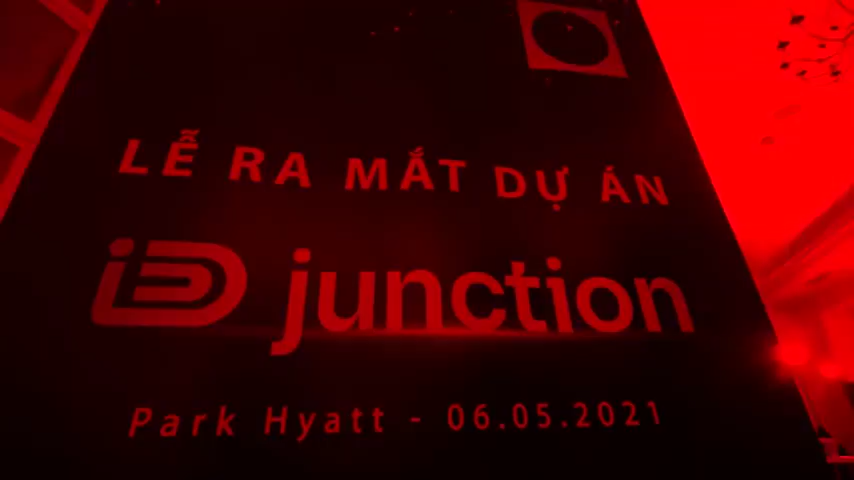 LỄ RA MẮT DỰ ÁN
iD junction
Park Hyatt - 06.05.2021